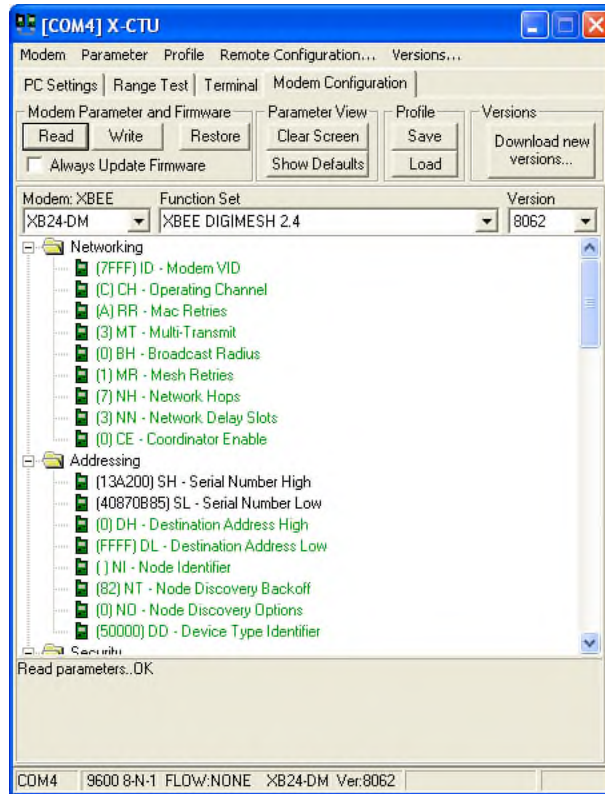 [COM4] X-CTU
Modem Parameter Profile Remote Configuration... Versions...
PC Settings Range Test Terminal Modem Configuration
Modem Parameter and Firmware Parameter View Profile Versions
Read Write Restore Clear Screen Save Download new versions...
Always Update Firmware Show Defaults Load
Modem: XBEE Function Set Version
XB24-DM XBEE DIGIMESH 2.4 8062
Networking
(7FFF) ID - Modem VID
(C) CH - Operating Channel
(A) RR - Mac Retries
(3) MT - Multi-Transmit
(0) BH - Broadcast Radius
(1) MR - Mesh Retries
(7) NH - Network Hops
(3) NN - Network Delay Slots
(0) CE - Coordinator Enable
Addressing
(13A200) SH - Serial Number High
(40870B85) SL - Serial Number Low
(0) DH - Destination Address High
(FFFF) DL - Destination Address Low
( ) NI - Node Identifier
(82) NT - Node Discovery Backoff
(0) NO - Node Discovery Options
(50000) DD - Device Type Identifier
Security
Read parameters..OK
COM4 9600 8-N-1 FLOW:NONE XB24-DM Ver:8062